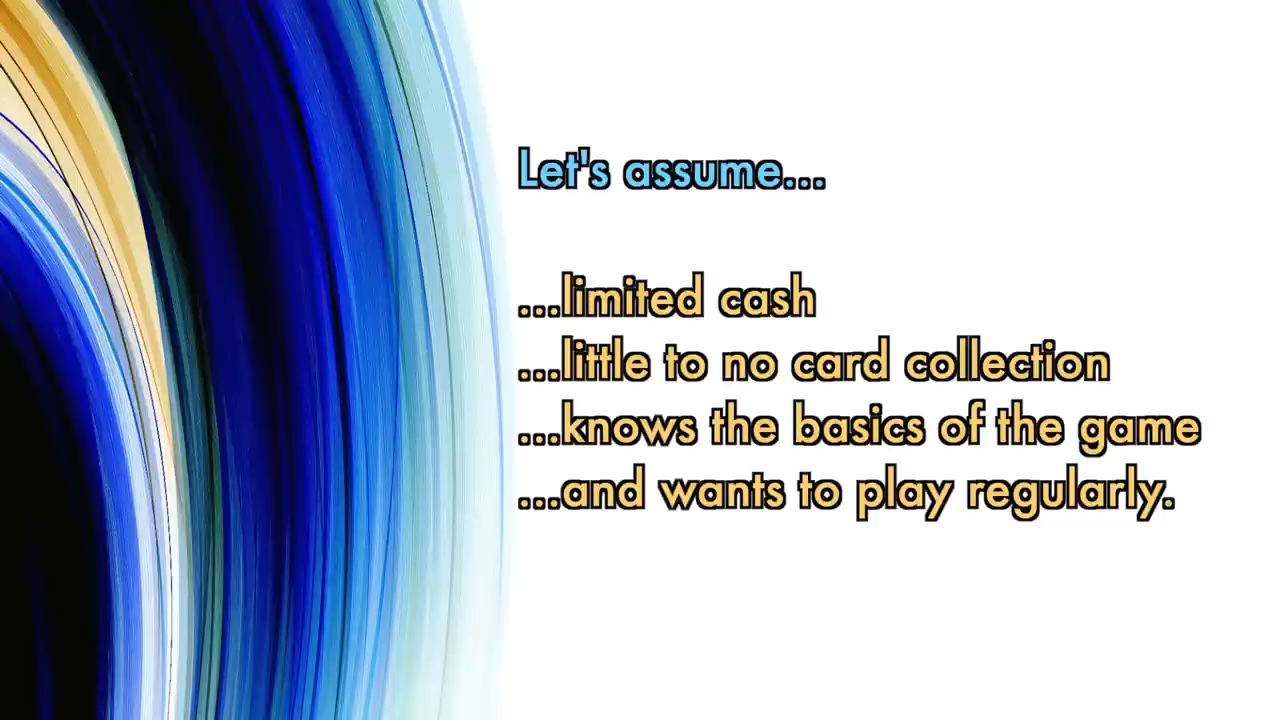 Let's assume...
...limited cash
...little to no card collection
...knows the basics of the game
...and wants to play regularly.